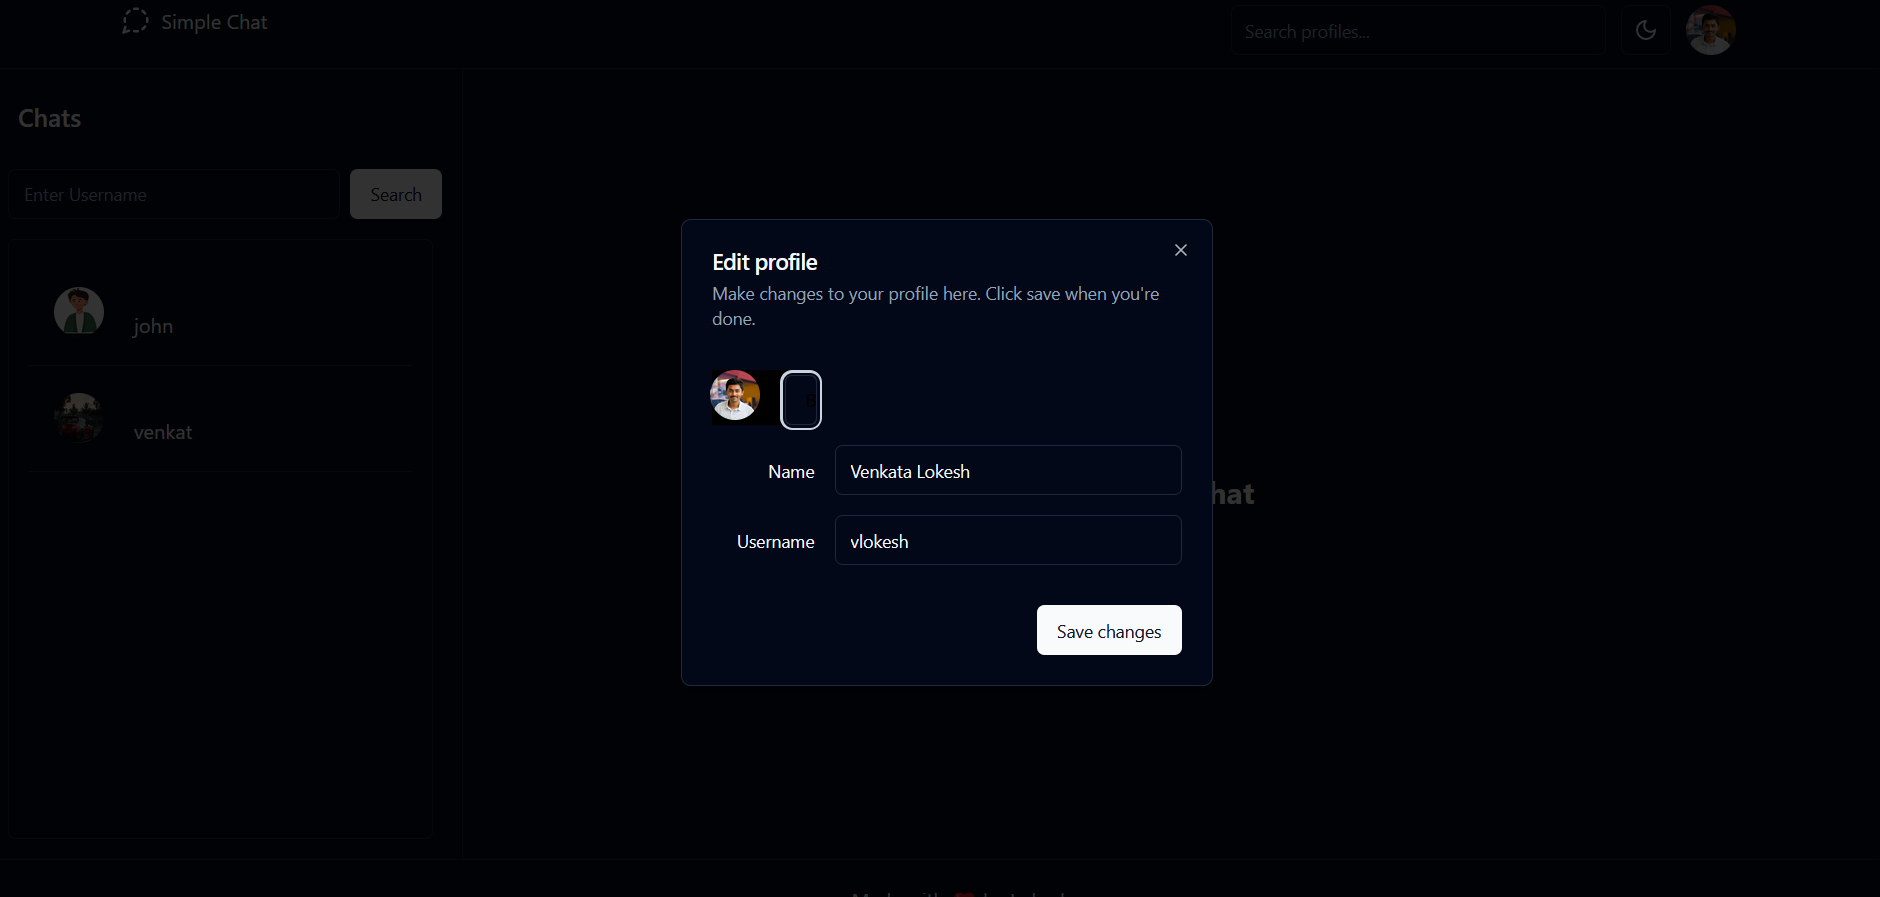 Simple Chat
Search profiles...
Chats
Enter Username
Search
john
venkat
Edit profile
Make changes to your profile here. Click save when you're
done.
Name
Venkata Lokesh
Username
vlokesh
Save changes
hat